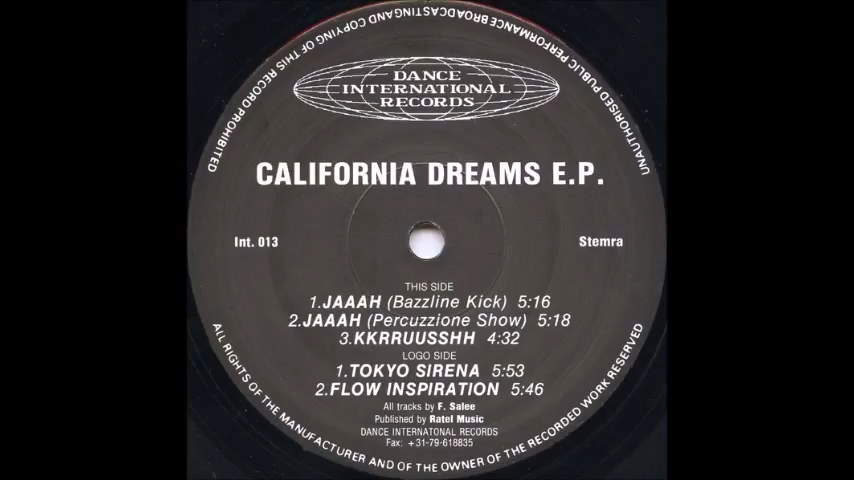 DANCE
INTERNATIONAL
RECORDS
UNAUTHORISED PUBLIC PERFORMANCE BROADCASTING AND COPYING OF THIS RECORD PROHIBITED
CALIFORNIA DREAMS E.P.
Int. 013
Stemra
THIS SIDE
1.JAAAH (Bazzline Kick) 5:16
2.JAAAH (Percuzzione Show) 5:18
3.KKRRUUSSHH 4:32
LOGO SIDE
1.TOKYO SIRENA 5:53
2.FLOW INSPIRATION 5:46
All tracks by F. Salee
Published by Ratel Music
DANCE INTERNATONAL RECORDS
Fax: +31-79-618835
ALL RIGHTS OF THE MANUFACTURER AND OF THE OWNER OF THE RECORDED WORK RESERVED